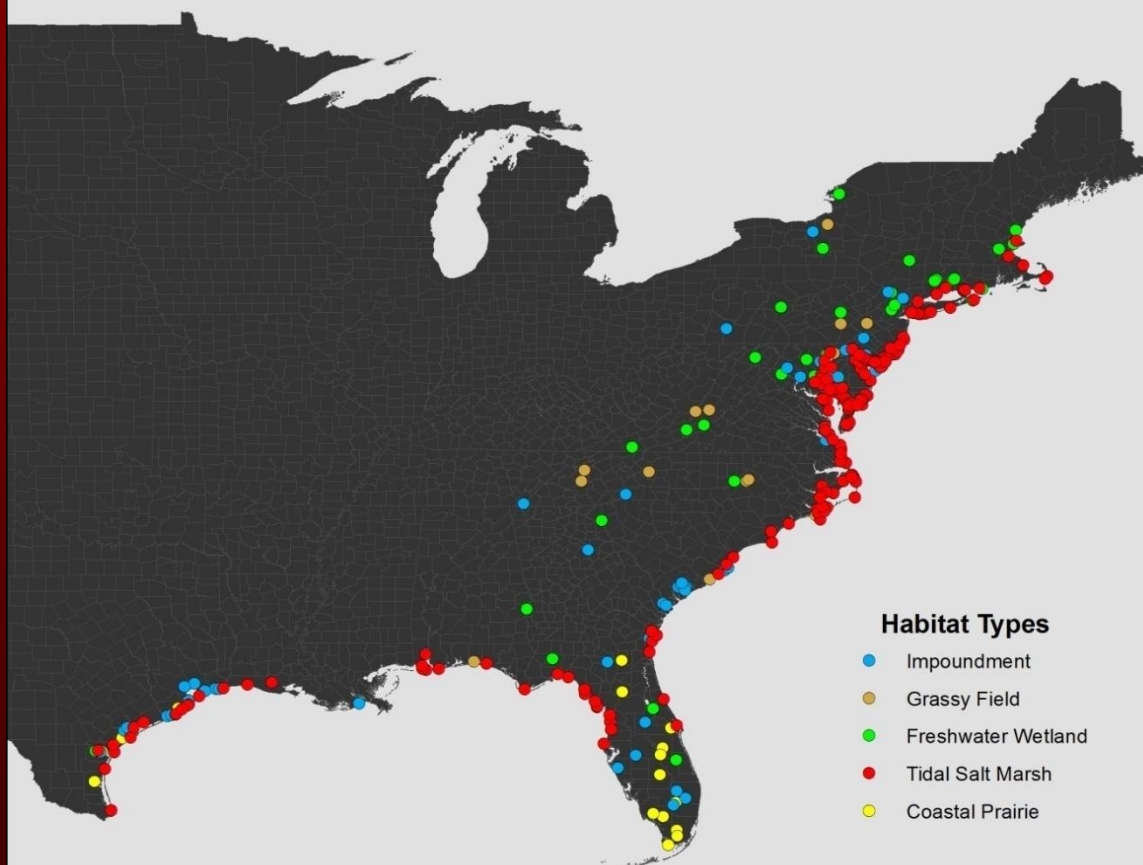 Habitat Types
Impoundment
Grassy Field
Freshwater Wetland
Tidal Salt Marsh
Coastal Prairie